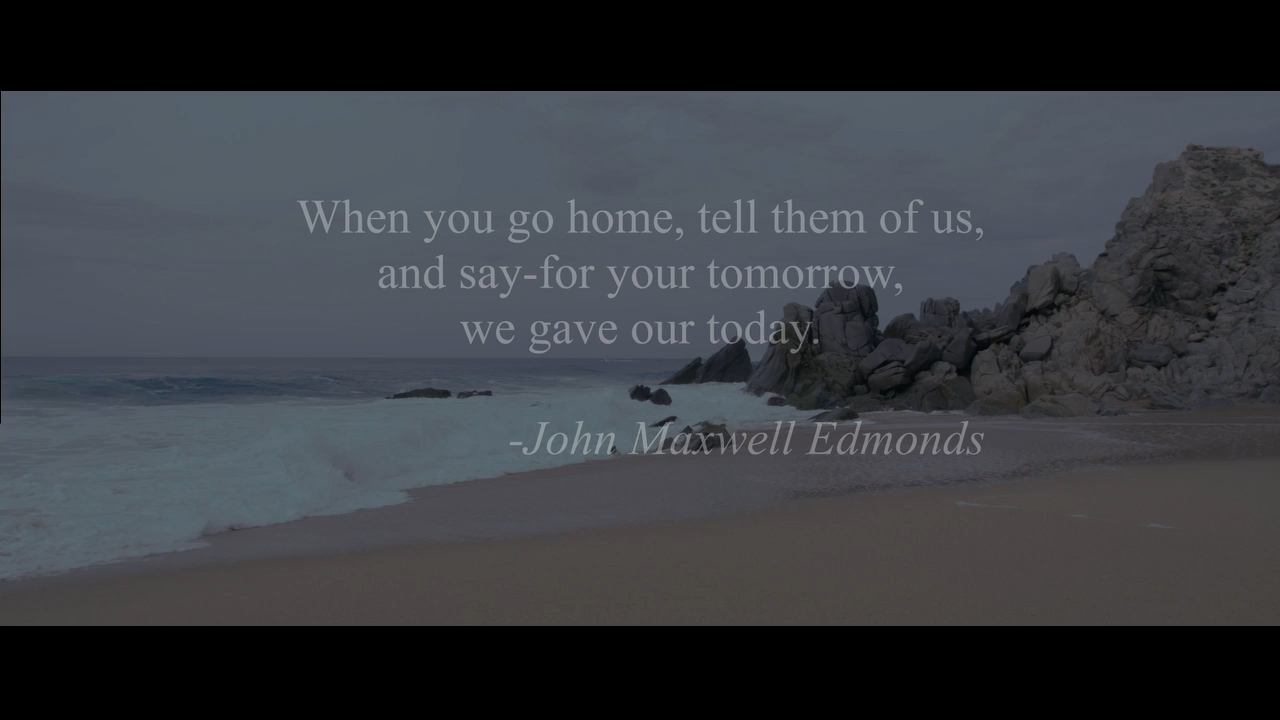 When you go home, tell them of us,
and say-for your tomorrow,
we gave our today.
-John Maxwell Edmonds